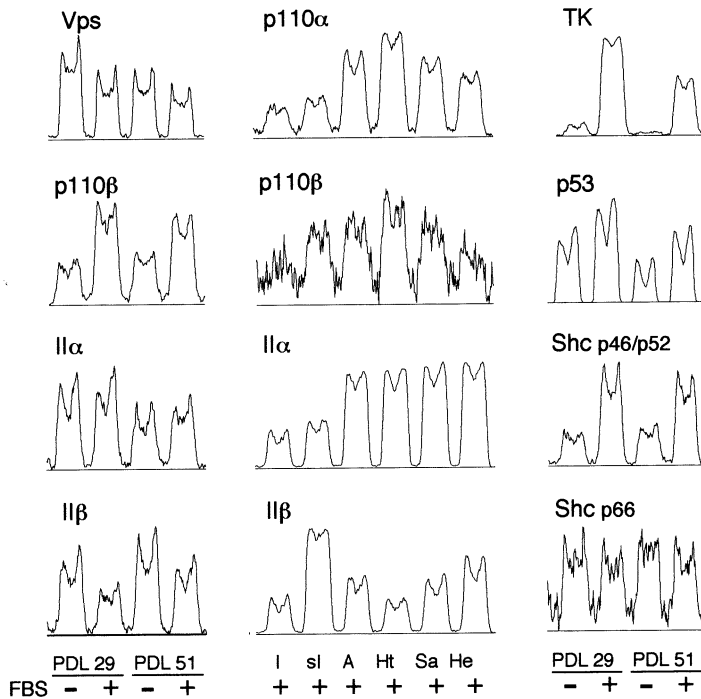 Vps p110α TK
p110β p110β p53
IIα IIα Shc p46/p52
IIβ IIβ Shc p66
PDL 29 PDL 51 I sI A Ht Sa He PDL 29 PDL 51
FBS − + − + + + + + + + − + − +